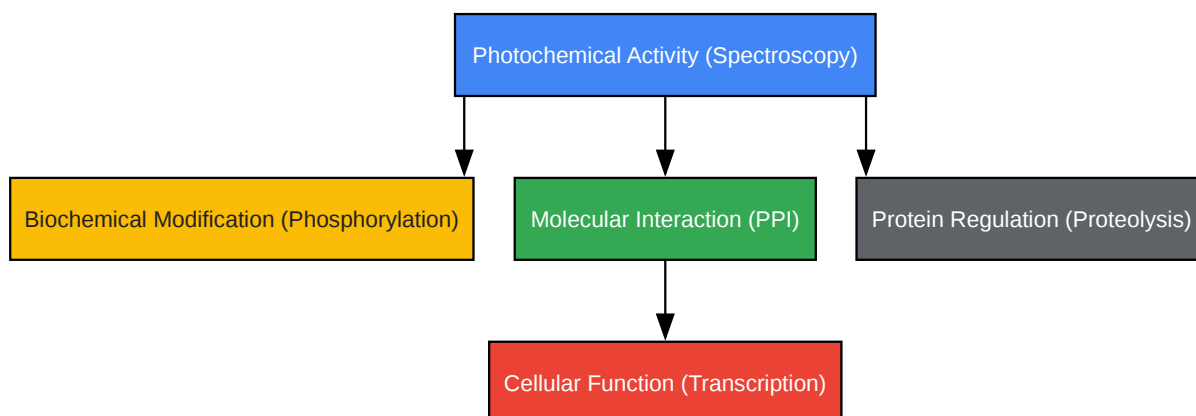 Photochemical Activity (Spectroscopy)
Biochemical Modification (Phosphorylation)
Molecular Interaction (PPI)
Protein Regulation (Proteolysis)
Cellular Function (Transcription)